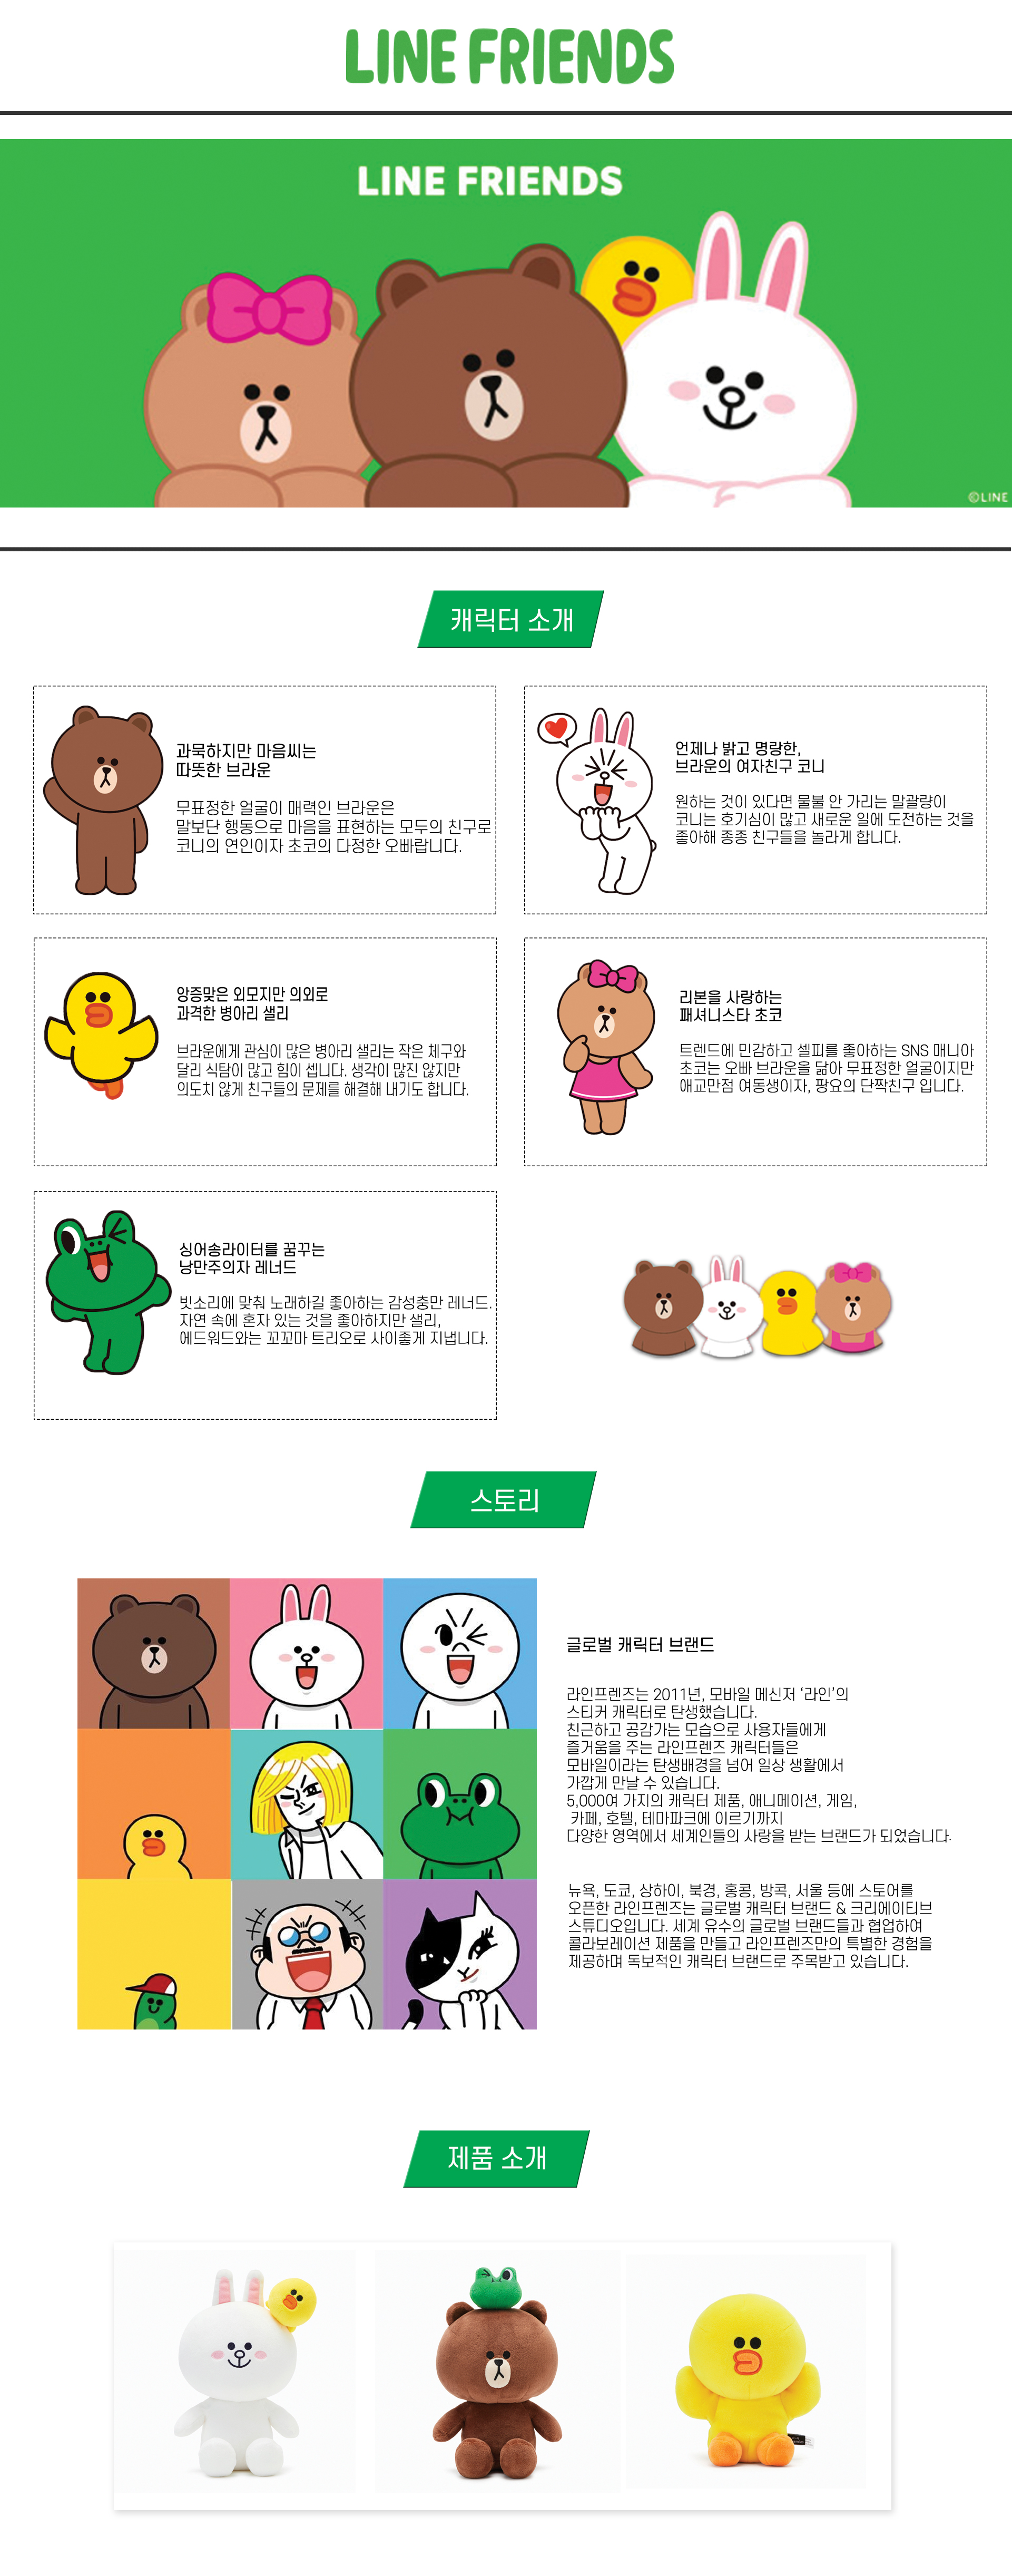 LINE FRIENDS
LINE FRIENDS
©LINE
캐릭터 소개
과묵하지만 마음씨는
따뜻한 브라운
무표정한 얼굴이 매력인 브라운은
말보단 행동으로 마음을 표현하는 모두의 친구로
코니의 연인이자 초코의 다정한 오빠랍니다.
언제나 밝고 명랑한,
브라운의 여자친구 코니
원하는 것이 있다면 물불 안 가리는 말괄량이
코니는 호기심이 많고 새로운 일에 도전하는 것을
좋아해 종종 친구들을 놀라게 합니다.
앙증맞은 외모지만 의외로
과격한 병아리 샐리
브라운에게 관심이 많은 병아리 샐리는 작은 체구와
달리 식탐이 많고 힘이 셉니다. 생각이 많진 않지만
의도치 않게 친구들의 문제를 해결해 내기도 합니다.
리본을 사랑하는
패셔니스타 초코
트렌드에 민감하고 셀피를 좋아하는 SNS 매니아
초코는 오빠 브라운을 닮아 무표정한 얼굴이지만
애교만점 여동생이자, 팡요의 단짝친구 입니다.
싱어송라이터를 꿈꾸는
낭만주의자 레너드
빗소리에 맞춰 노래하길 좋아하는 감성충만 레너드.
자연 속에 혼자 있는 것을 좋아하지만 샐리,
에드워드와는 꼬꼬마 트리오로 사이좋게 지냅니다.
스토리
글로벌 캐릭터 브랜드
라인프렌즈는 2011년, 모바일 메신저 ‘라인’의
스티커 캐릭터로 탄생했습니다.
친근하고 공감가는 모습으로 사용자들에게
즐거움을 주는 라인프렌즈 캐릭터들은
모바일이라는 탄생배경을 넘어 일상 생활에서
가깝게 만날 수 있습니다.
5,000여 가지의 캐릭터 제품, 애니메이션, 게임,
카페, 호텔, 테마파크에 이르기까지
다양한 영역에서 세계인들의 사랑을 받는 브랜드가 되었습니다.
뉴욕, 도쿄, 상하이, 북경, 홍콩, 방콕, 서울 등에 스토어를
오픈한 라인프렌즈는 글로벌 캐릭터 브랜드 & 크리에이티브
스튜디오입니다. 세계 유수의 글로벌 브랜드들과 협업하여
콜라보레이션 제품을 만들고 라인프렌즈만의 특별한 경험을
제공하며 독보적인 캐릭터 브랜드로 주목받고 있습니다.
제품 소개